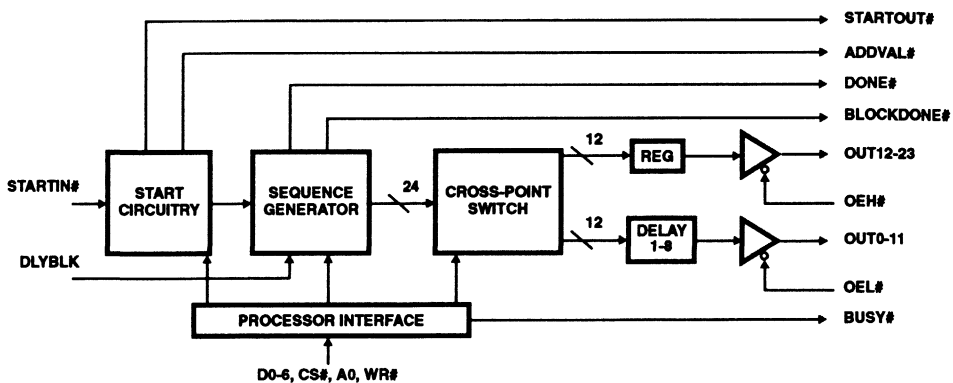 STARTOUT#
ADDVAL#
DONE#
BLOCKDONE#
STARTIN#
START
CIRCUITRY
SEQUENCE
GENERATOR
24
CROSS-POINT
SWITCH
12
REG
OUT12-23
OEH#
12
DELAY
1-8
OUT0-11
OEL#
DLYBLK
PROCESSOR INTERFACE
BUSY#
D0-6, CS#, A0, WR#